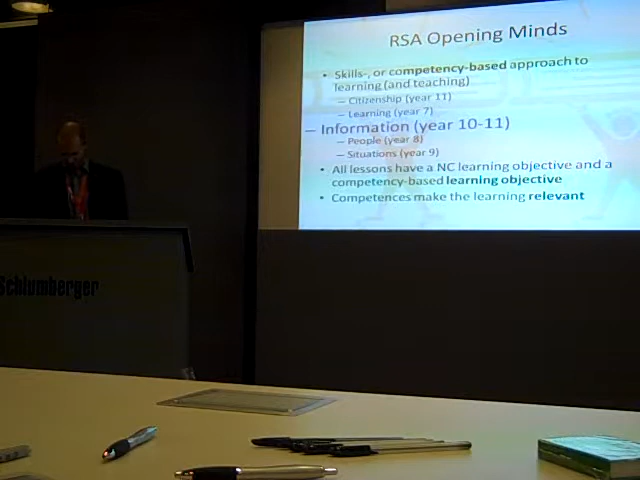 RSA Opening Minds
• Skills-, or competency-based approach to
learning (and teaching)
– Citizenship (year 11)
– Learning (year 7)
– Information (year 10-11)
– People (year 8)
– Situations (year 9)
• All lessons have a NC learning objective and a
competency-based learning objective
• Competences make the learning relevant
Schlumberger